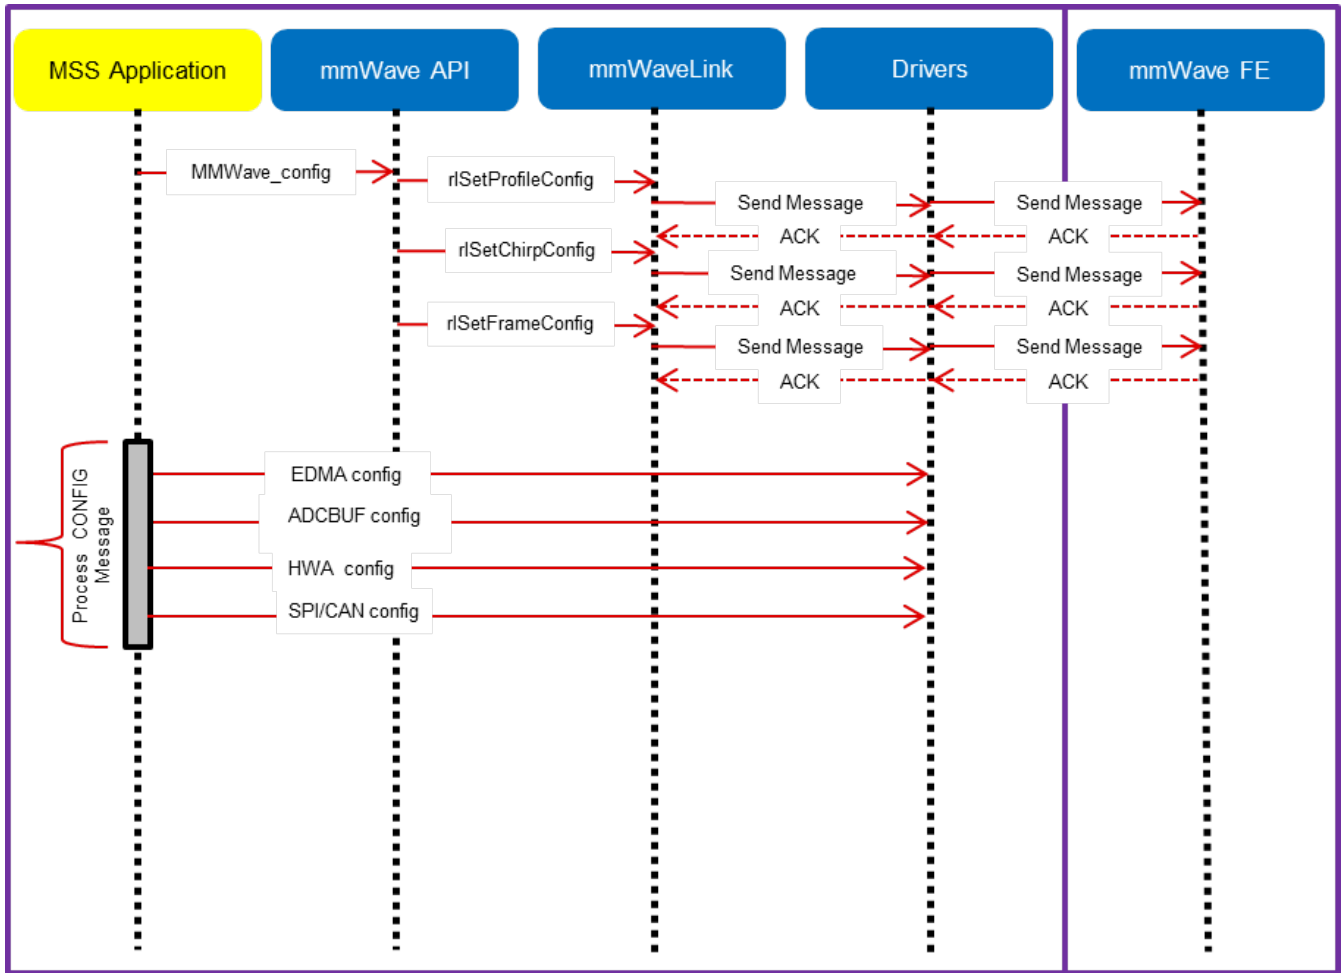 MSS Application
mmWave API
mmWaveLink
Drivers
mmWave FE
MMWave_config
rlSetProfileConfig
Send Message
Send Message
ACK
ACK
rlSetChirpConfig
Send Message
Send Message
ACK
ACK
rlSetFrameConfig
Send Message
Send Message
ACK
ACK
Process CONFIG
Message
EDMA config
ADCBUF config
HWA config
SPI/CAN config